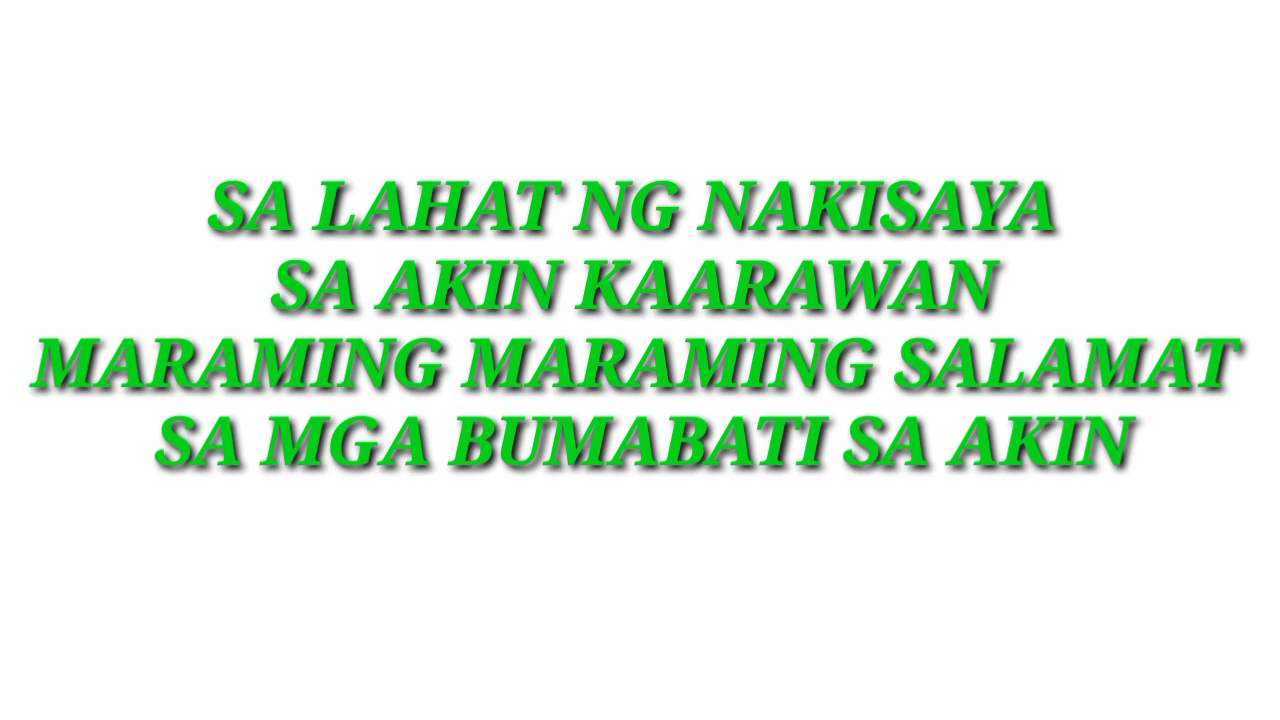 SA LAHAT NG NAKISAYA
SA AKIN KAARAWAN
MARAMING MARAMING SALAMAT
SA MGA BUMABATI SA AKIN